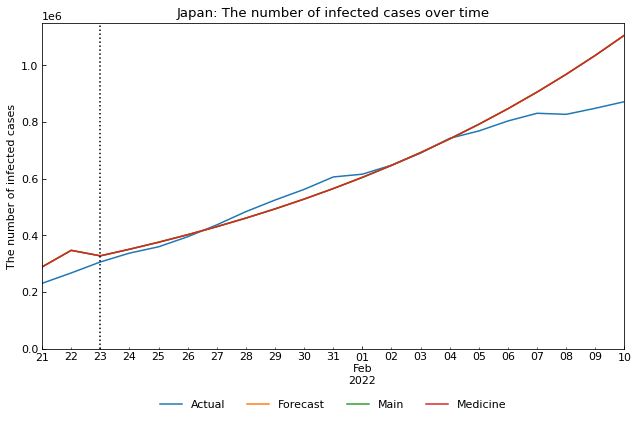 Japan: The number of infected cases over time
1e6
1.0
0.8
0.6
0.4
0.2
0.0
The number of infected cases
21 22 23 24 25 26 27 28 29 30 31 01 02 03 04 05 06 07 08 09 10
Feb
2022
Actual Forecast Main Medicine